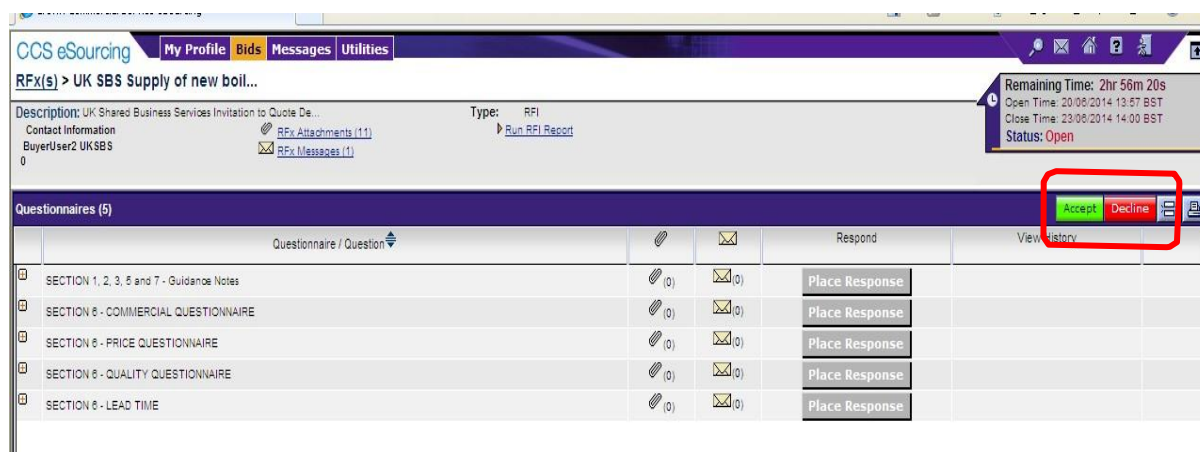 CCS eSourcing My Profile Bids Messages Utilities
RFx(s) > UK SBS Supply of new boil...
Remaining Time: 2hr 56m 20s
Open Time: 20/06/2014 13:57 BST
Close Time: 23/06/2014 14:00 BST
Status: Open
Description: UK Shared Business Services Invitation to Quote De... Type: RFI
Contact Information RFx Attachments (11) Run RFI Report
BuyerUser2 UKSBS RFx Messages (1)
0
Questionnaires (5) Accept Decline
Questionnaire / Question Respond View History
SECTION 1, 2, 3, 5 and 7 - Guidance Notes (0) (0) Place Response
SECTION 6 - COMMERCIAL QUESTIONNAIRE (0) (0) Place Response
SECTION 6 - PRICE QUESTIONNAIRE (0) (0) Place Response
SECTION 6 - QUALITY QUESTIONNAIRE (0) (0) Place Response
SECTION 6 - LEAD TIME (0) (0) Place Response